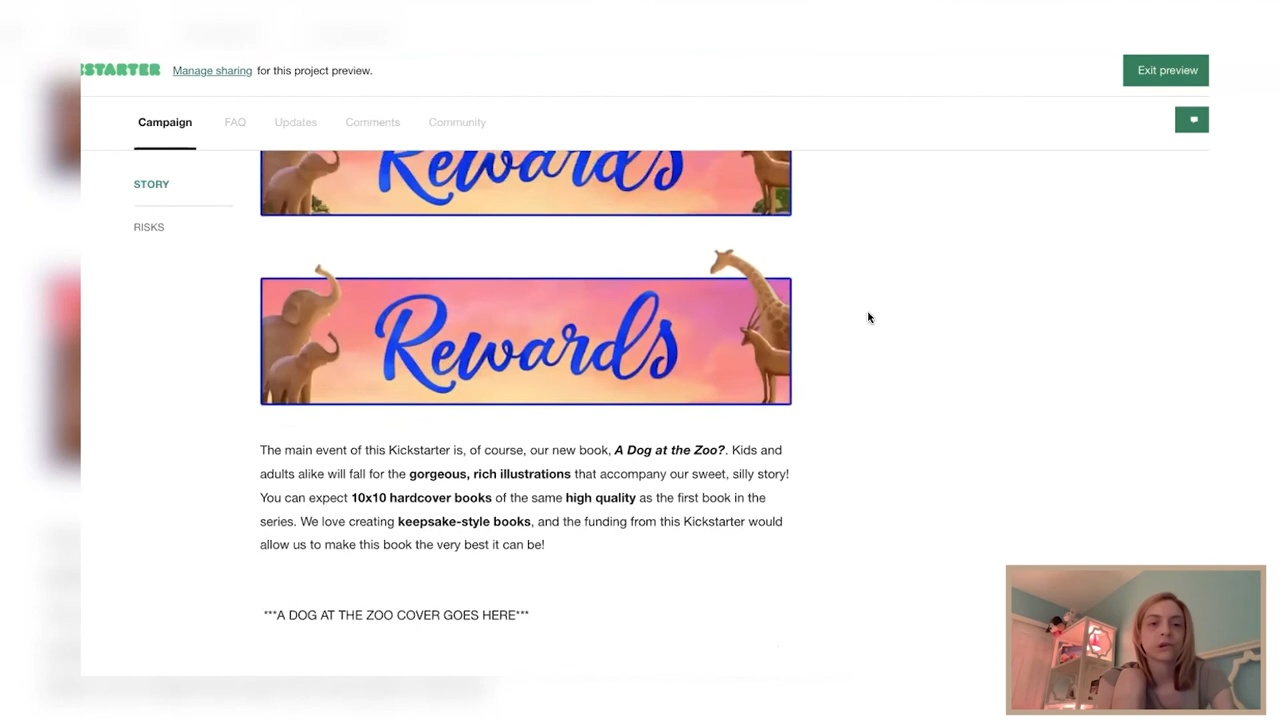 KSTARTER Manage sharing for this project preview. Exit preview
Campaign FAQ Updates Comments Community
STORY
RISKS
Rewards
Rewards
The main event of this Kickstarter is, of course, our new book, A Dog at the Zoo?. Kids and
adults alike will fall for the gorgeous, rich illustrations that accompany our sweet, silly story!
You can expect 10x10 hardcover books of the same high quality as the first book in the
series. We love creating keepsake-style books, and the funding from this Kickstarter would
allow us to make this book the very best it can be!
***A DOG AT THE ZOO COVER GOES HERE***